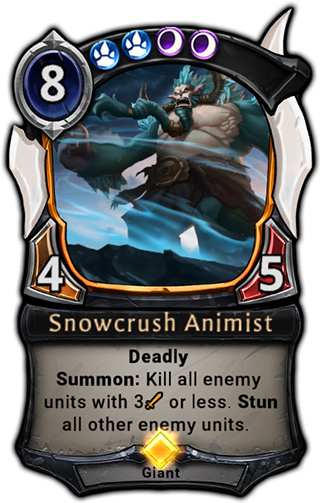 8
4
5
Snowcrush Animist
Deadly
Summon: Kill all enemy
units with 3 or less. Stun
all other enemy units.
Giant